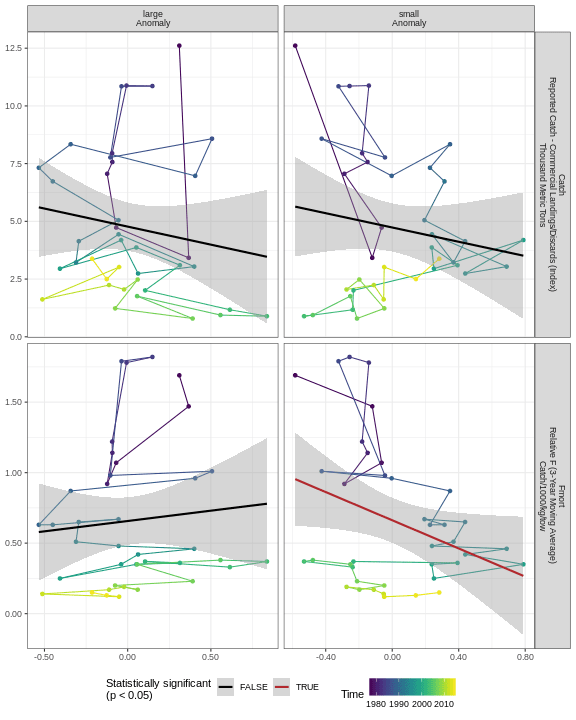 large
Anomaly
small
Anomaly
12.5
10.0
7.5
5.0
2.5
0.0
Catch
Reported Catch - Commercial Landings/Discards (Index)
Thousand Metric Tons
1.50
1.00
0.50
0.00
Fmort
Relative F (3-Year Moving Average)
Catch/1000/kg/tow
-0.50 0.00 0.50
-0.40 0.00 0.40 0.80
Statistically significant
(p < 0.05)
FALSE
TRUE
Time
1980 1990 2000 2010